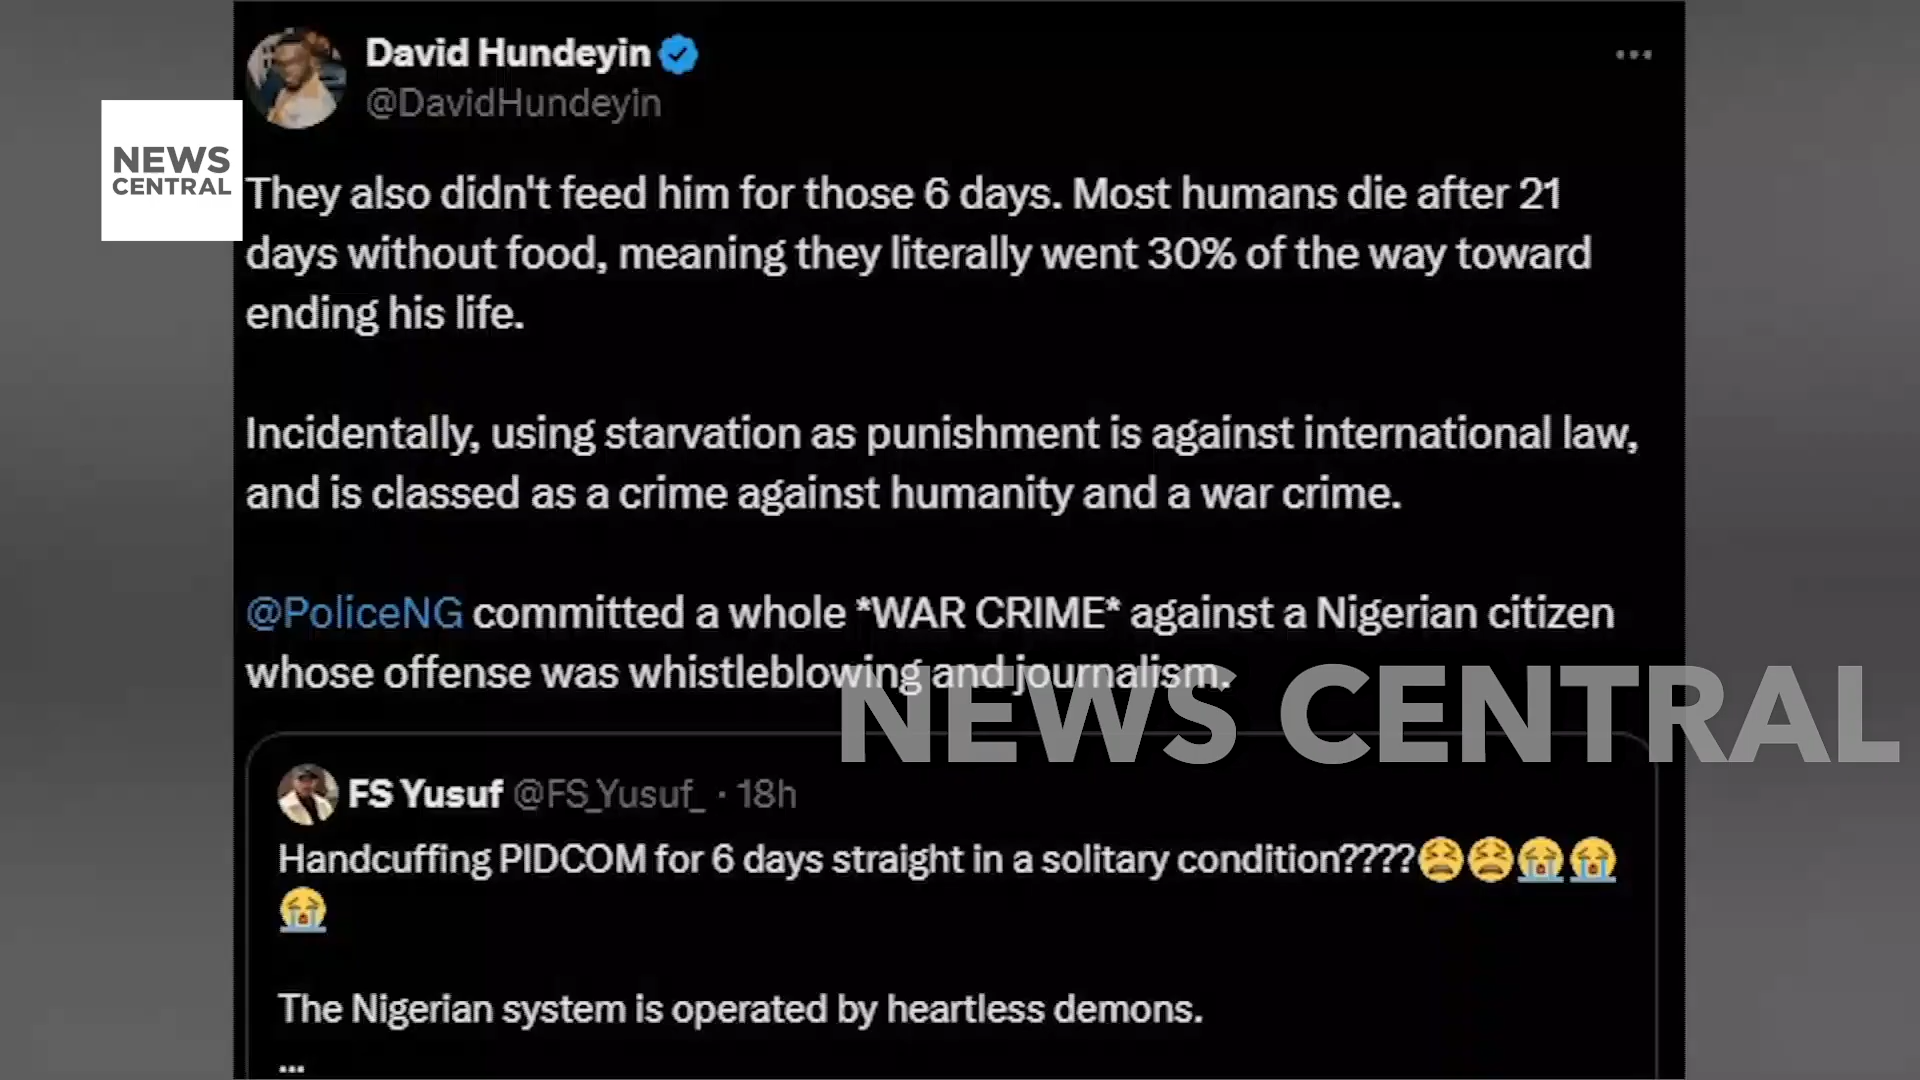 David Hundeyin
@DavidHundeyin
NEWS
CENTRAL
They also didn't feed him for those 6 days. Most humans die after 21
days without food, meaning they literally went 30% of the way toward
ending his life.
Incidentally, using starvation as punishment is against international law,
and is classed as a crime against humanity and a war crime.
@PoliceNG committed a whole *WAR CRIME* against a Nigerian citizen
whose offense was whistleblowing and journalism.
NEWS CENTRAL
FS Yusuf @FS_Yusuf_ · 18h
Handcuffing PIDCOM for 6 days straight in a solitary condition????😫😫😭😭
😭
The Nigerian system is operated by heartless demons.
...